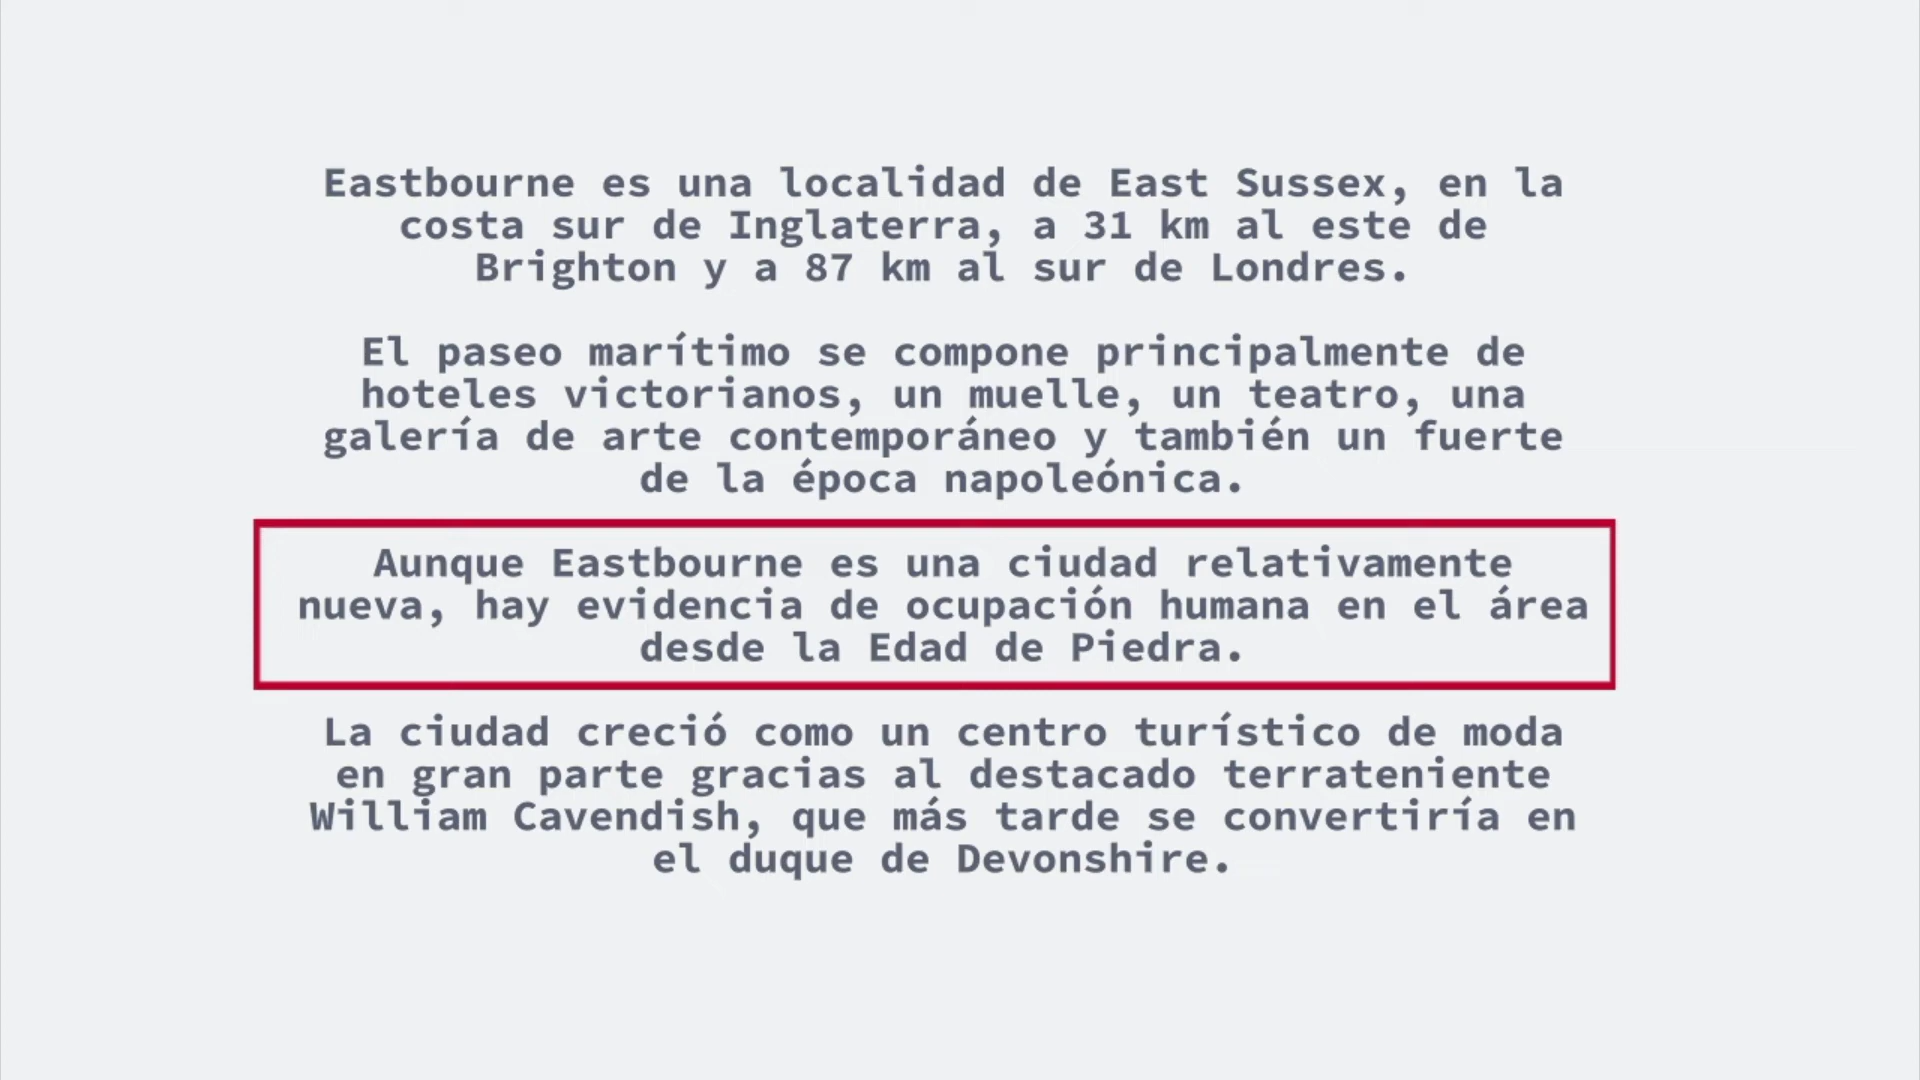 Eastbourne es una localidad de East Sussex, en la
costa sur de Inglaterra, a 31 km al este de
Brighton y a 87 km al sur de Londres.
El paseo marítimo se compone principalmente de
hoteles victorianos, un muelle, un teatro, una
galería de arte contemporáneo y también un fuerte
de la época napoleónica.
Aunque Eastbourne es una ciudad relativamente
nueva, hay evidencia de ocupación humana en el área
desde la Edad de Piedra.
La ciudad creció como un centro turístico de moda
en gran parte gracias al destacado terrateniente
William Cavendish, que más tarde se convertiría en
el duque de Devonshire.